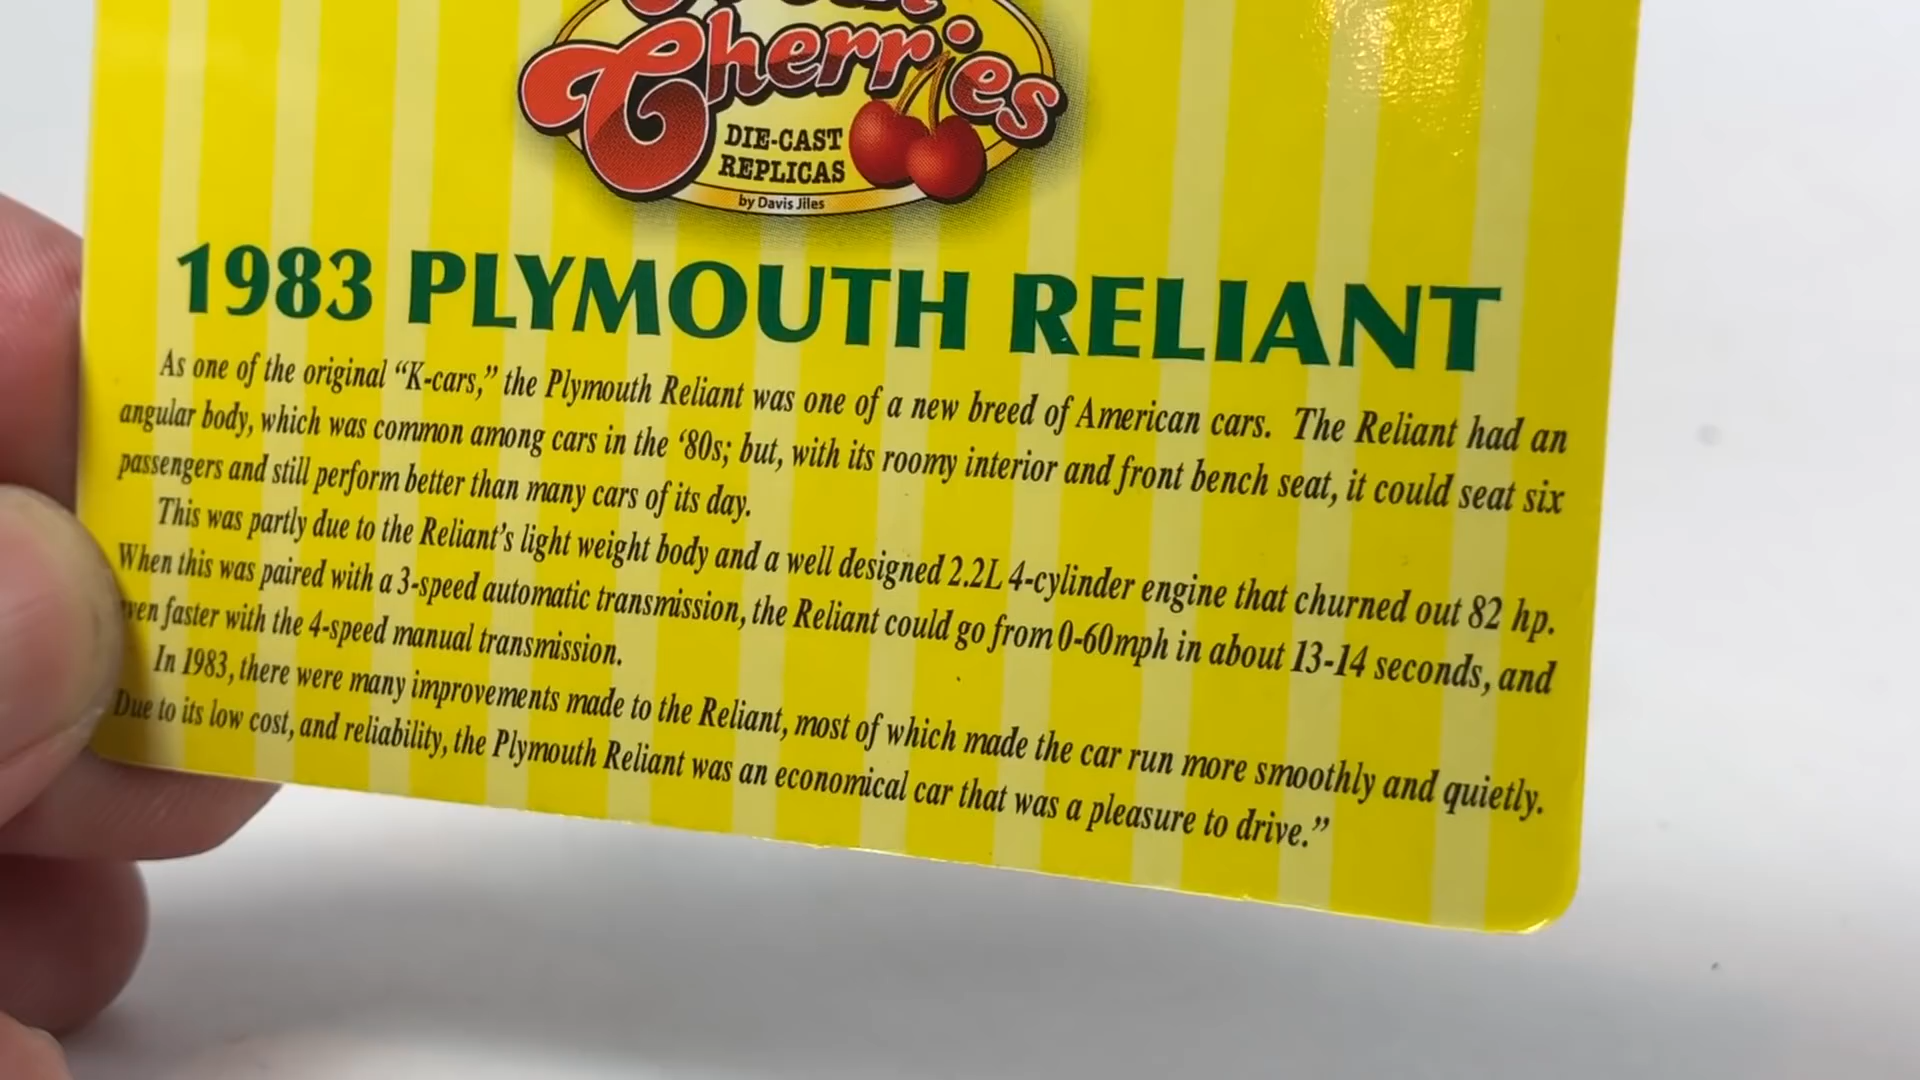 Cherries
DIE-CAST
REPLICAS
by Davis Jiles
1983 PLYMOUTH RELIANT
As one of the original “K-cars,” the Plymouth Reliant was one of a new breed of American cars. The Reliant had an
angular body, which was common among cars in the ‘80s; but, with its roomy interior and front bench seat, it could seat six
passengers and still perform better than many cars of its day.
This was partly due to the Reliant’s light weight body and a well designed 2.2L 4-cylinder engine that churned out 82 hp.
When this was paired with a 3-speed automatic transmission, the Reliant could go from 0-60mph in about 13-14 seconds, and
even faster with the 4-speed manual transmission.
In 1983, there were many improvements made to the Reliant, most of which made the car run more smoothly and quietly.
Due to its low cost, and reliability, the Plymouth Reliant was an economical car that was a pleasure to drive.”